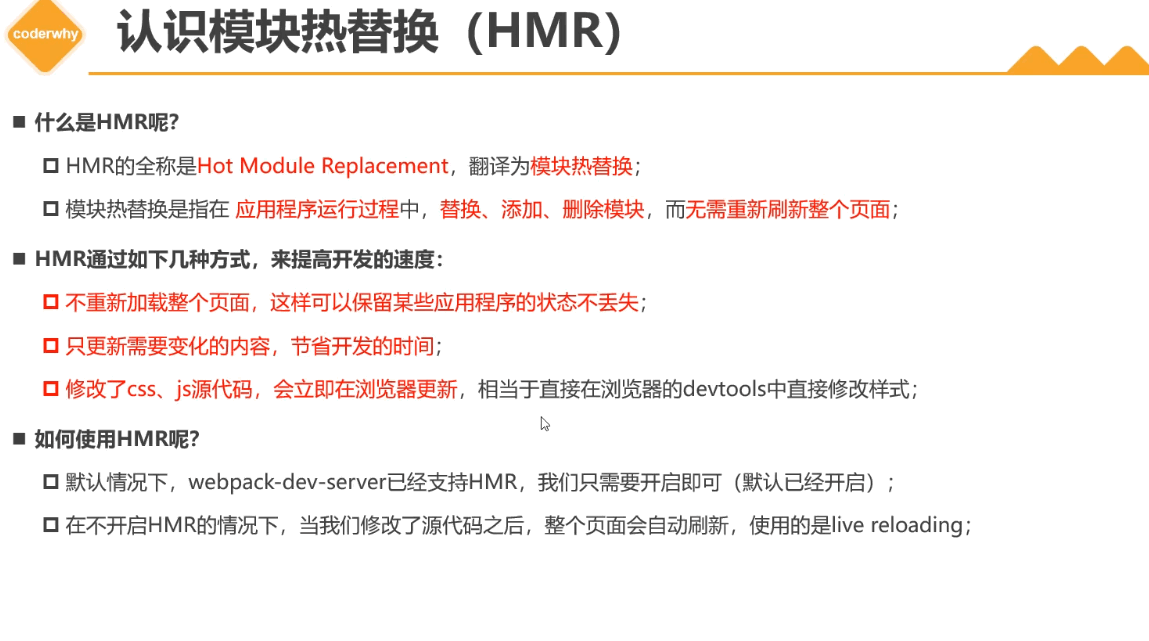 coderwhy
认识模块热替换（HMR）
什么是HMR呢？
HMR的全称是Hot Module Replacement，翻译为模块热替换；
模块热替换是指在 应用程序运行过程中，替换、添加、删除模块，而无需重新刷新整个页面；
HMR通过如下几种方式，来提高开发的速度：
不重新加载整个页面，这样可以保留某些应用程序的状态不丢失；
只更新需要变化的内容，节省开发的时间；
修改了css、js源代码，会立即在浏览器更新，相当于直接在浏览器的devtools中直接修改样式；
如何使用HMR呢？
默认情况下，webpack-dev-server已经支持HMR，我们只需要开启即可（默认已经开启）；
在不开启HMR的情况下，当我们修改了源代码之后，整个页面会自动刷新，使用的是live reloading；